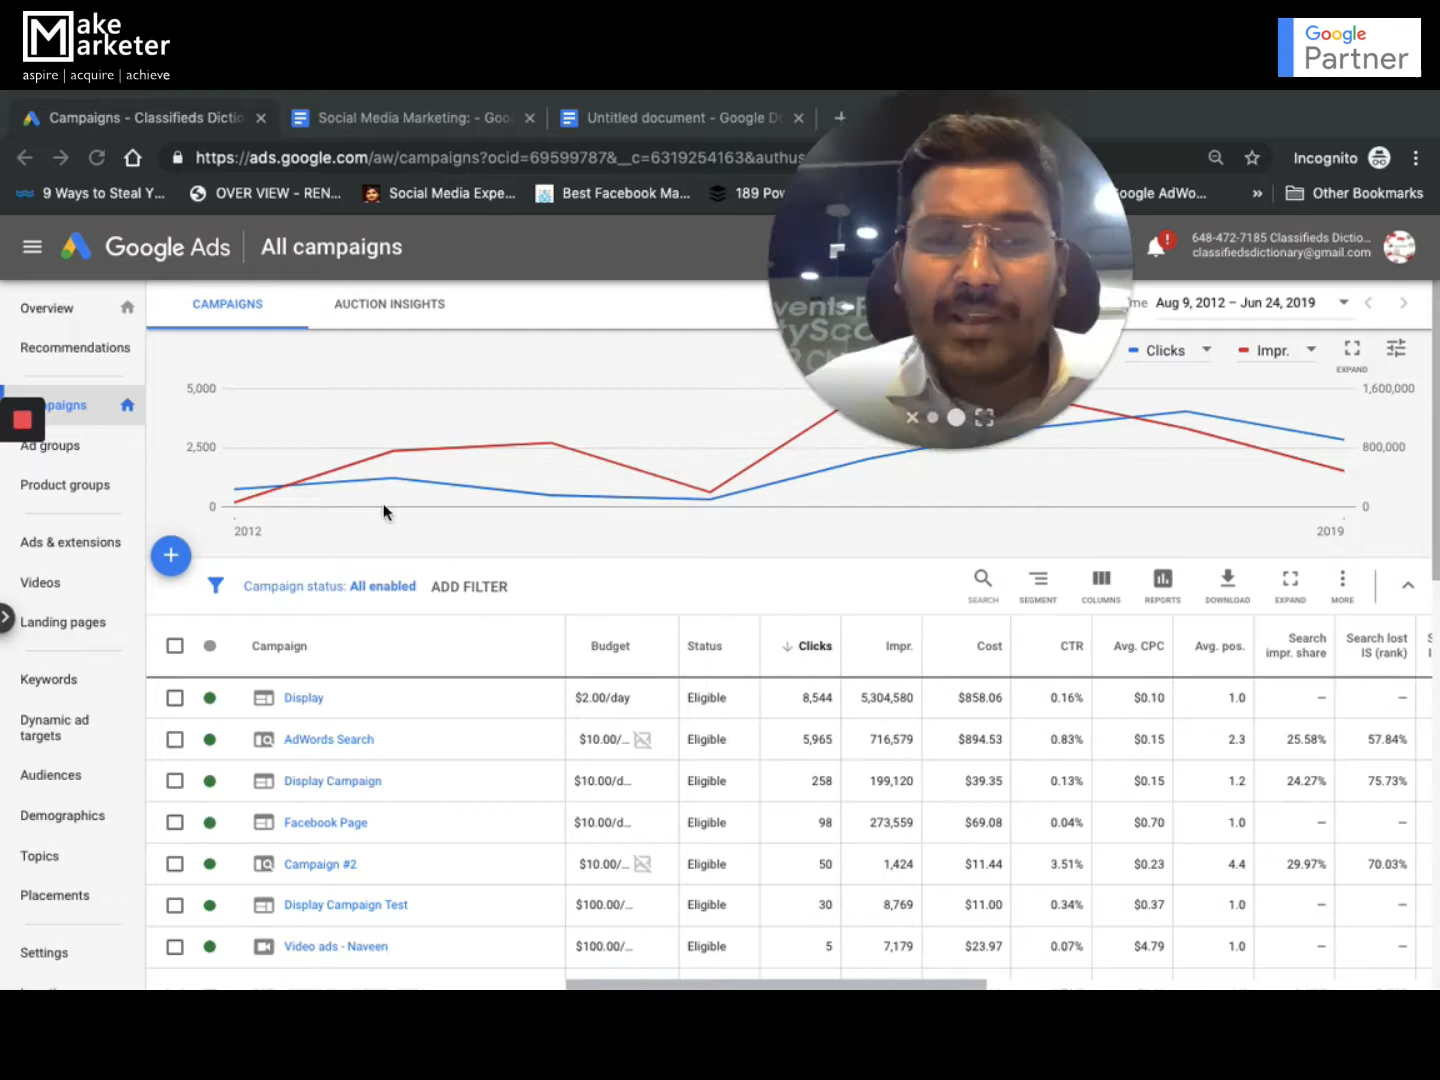 Make
Marketer
aspire | acquire | achieve
Google
Partner
Campaigns - Classifieds Dictio
Social Media Marketing: - Goo
Untitled document - Google D
https://ads.google.com/aw/campaigns?ocid=69599787&__c=6319254163&authus
Incognito
9 Ways to Steal Y...
OVER VIEW - REN...
Social Media Expe...
Best Facebook Ma...
189 Pow
Google AdWo...
»
Other Bookmarks
Google Ads
All campaigns
648-472-7185 Classifieds Dictio...
classifiedsdictionary@gmail.com
Overview
Recommendations
paigns
Ad groups
Product groups
Ads & extensions
Videos
Landing pages
Keywords
Dynamic ad
targets
Audiences
Demographics
Topics
Placements
Settings
CAMPAIGNS
AUCTION INSIGHTS
me
Aug 9, 2012 – Jun 24, 2019
Clicks
Impr.
EXPAND
5,000
2,500
0
1,600,000
800,000
0
2012
2019
Campaign status: All enabled
ADD FILTER
SEARCH
SEGMENT
COLUMNS
REPORTS
DOWNLOAD
EXPAND
MORE
Campaign Budget Status Clicks Impr. Cost CTR Avg. CPC Avg. pos. Search impr. share Search lost IS (rank) S
Display $2.00/day Eligible 8,544 5,304,580 $858.06 0.16% $0.10 1.0 – –
AdWords Search $10.00/... Eligible 5,965 716,579 $894.53 0.83% $0.15 2.3 25.58% 57.84%
Display Campaign $10.00/d... Eligible 258 199,120 $39.35 0.13% $0.15 1.2 24.27% 75.73%
Facebook Page $10.00/d... Eligible 98 273,559 $69.08 0.04% $0.70 1.0 – –
Campaign #2 $10.00/... Eligible 50 1,424 $11.44 3.51% $0.23 4.4 29.97% 70.03%
Display Campaign Test $100.00/... Eligible 30 8,769 $11.00 0.34% $0.37 1.0 – –
Video ads - Naveen $100.00/... Eligible 5 7,179 $23.97 0.07% $4.79 1.0 – –